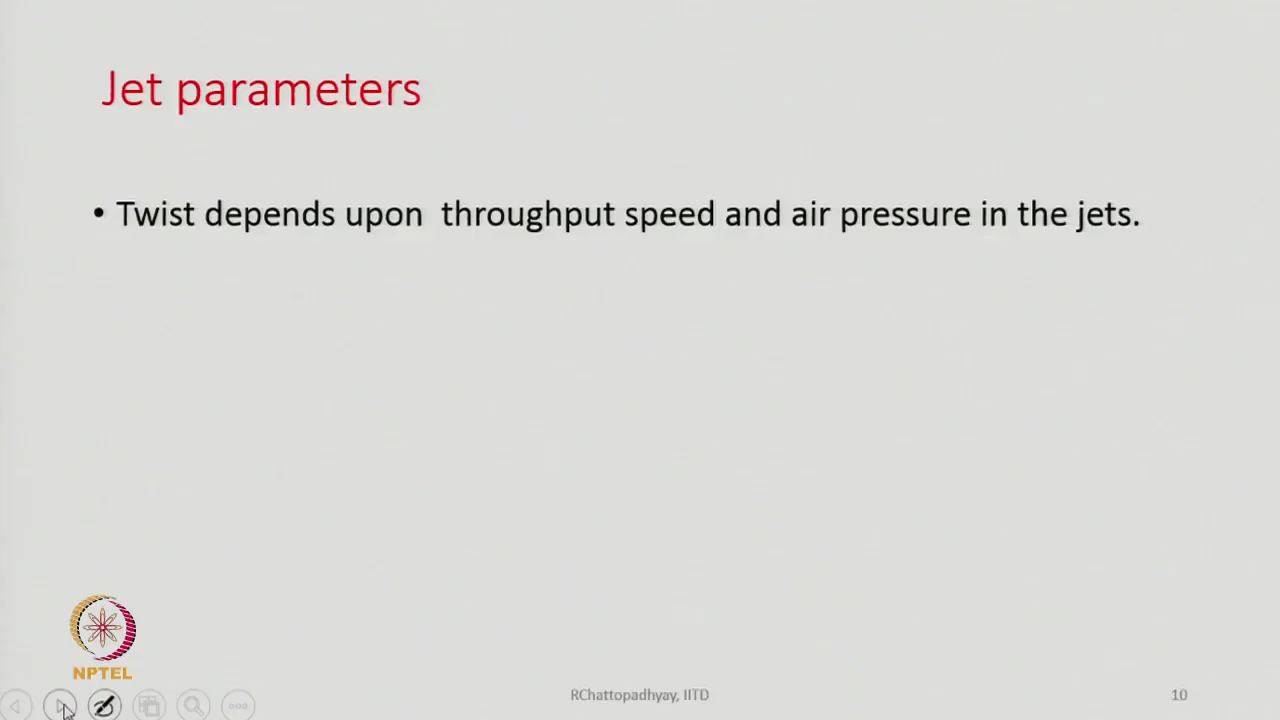 Jet parameters
• Twist depends upon  throughput speed and air pressure in the jets.
NPTEL
RChattopadhyay, IITD
10